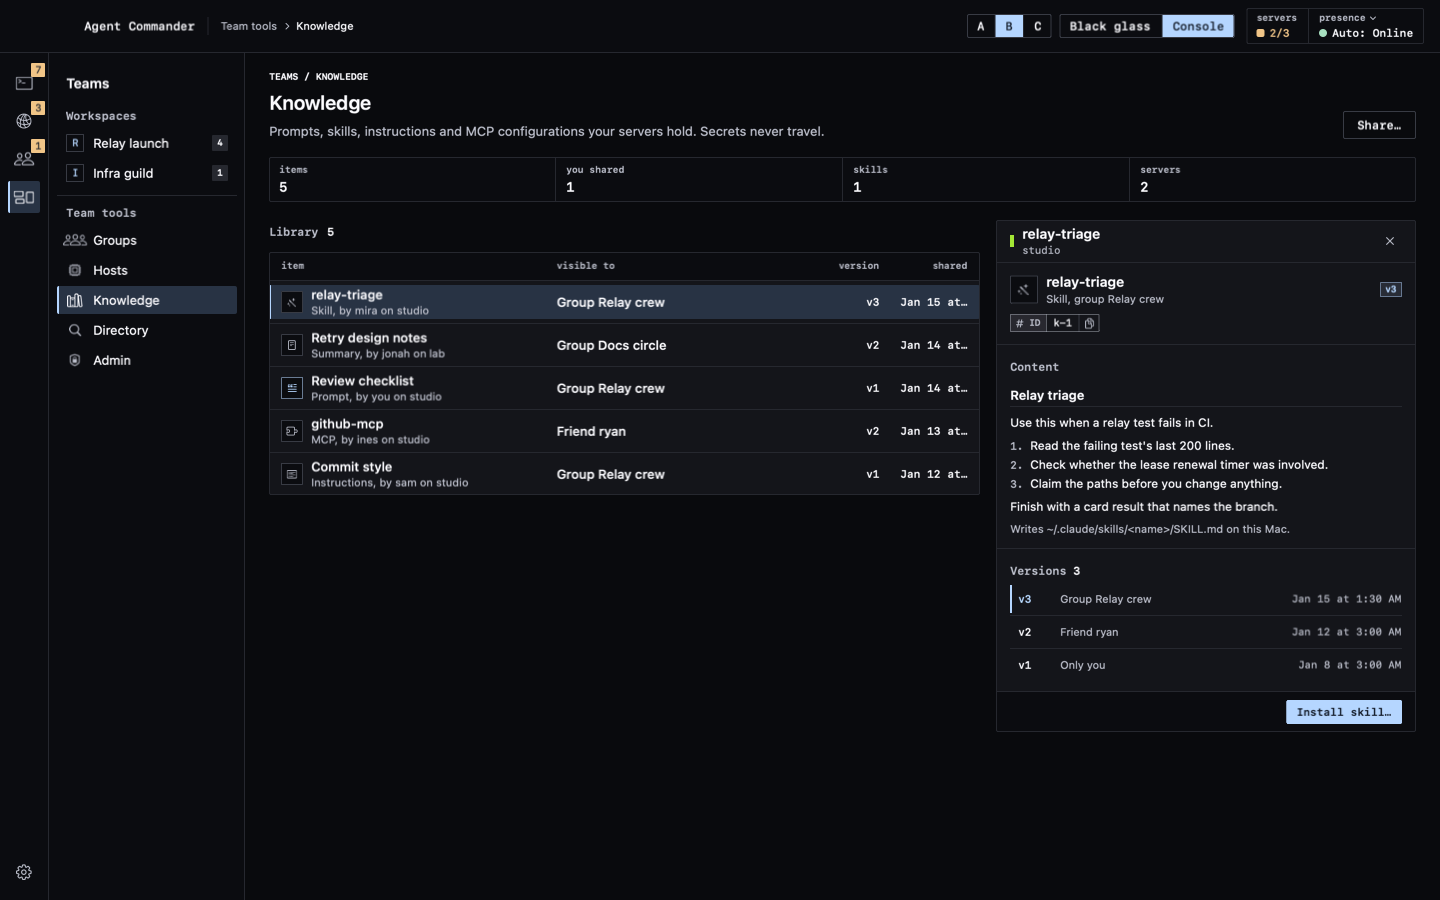 Agent Commander
Team tools > Knowledge
A B C
Black glass Console
servers
2/3
presence
Auto: Online
7
3
1
Teams
Workspaces
R Relay launch 4
I Infra guild 1
Team tools
Groups
Hosts
Knowledge
Directory
Admin
TEAMS / KNOWLEDGE
Knowledge
Prompts, skills, instructions and MCP configurations your servers hold. Secrets never travel.
Share…
items
5
you shared
1
skills
1
servers
2
Library 5
item visible to version shared
relay-triage
Skill, by mira on studio
Group Relay crew v3 Jan 15 at…
Retry design notes
Summary, by jonah on lab
Group Docs circle v2 Jan 14 at…
Review checklist
Prompt, by you on studio
Group Relay crew v1 Jan 14 at…
github-mcp
MCP, by ines on studio
Friend ryan v2 Jan 13 at…
Commit style
Instructions, by sam on studio
Group Relay crew v1 Jan 12 at…
relay-triage
studio
relay-triage
Skill, group Relay crew
v3
# ID k-1
Content
Relay triage
Use this when a relay test fails in CI.
1. Read the failing test's last 200 lines.
2. Check whether the lease renewal timer was involved.
3. Claim the paths before you change anything.
Finish with a card result that names the branch.
Writes ~/.claude/skills/<name>/SKILL.md on this Mac.
Versions 3
v3 Group Relay crew Jan 15 at 1:30 AM
v2 Friend ryan Jan 12 at 3:00 AM
v1 Only you Jan 8 at 3:00 AM
Install skill…